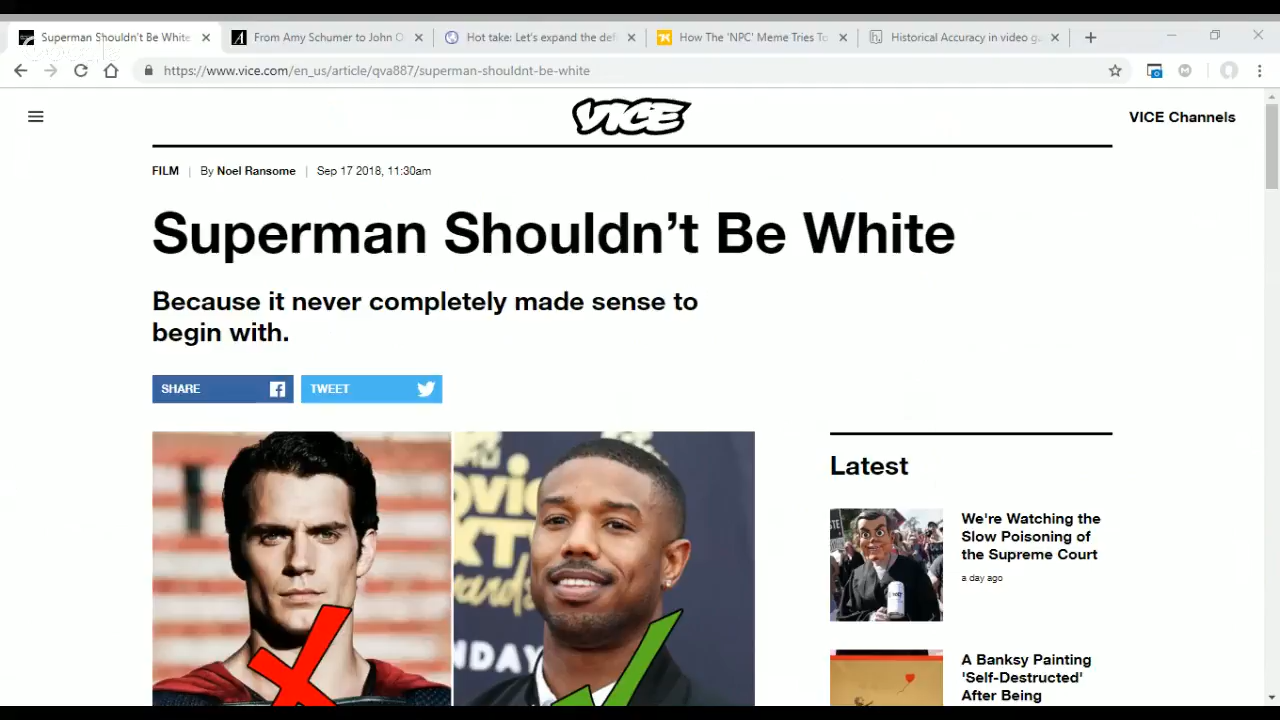 Superman Shouldn't Be White
From Amy Schumer to John O
Hot take: Let's expand the def
How The 'NPC' Meme Tries To
Historical Accuracy in video g
https://www.vice.com/en_us/article/qva887/superman-shouldnt-be-white
VICE
VICE Channels
FILM | By Noel Ransome | Sep 17 2018, 11:30am
Superman Shouldn't Be White
Because it never completely made sense to
begin with.
SHARE
TWEET
Latest
We're Watching the
Slow Poisoning of
the Supreme Court
a day ago
A Banksy Painting
'Self-Destructed'
After Being